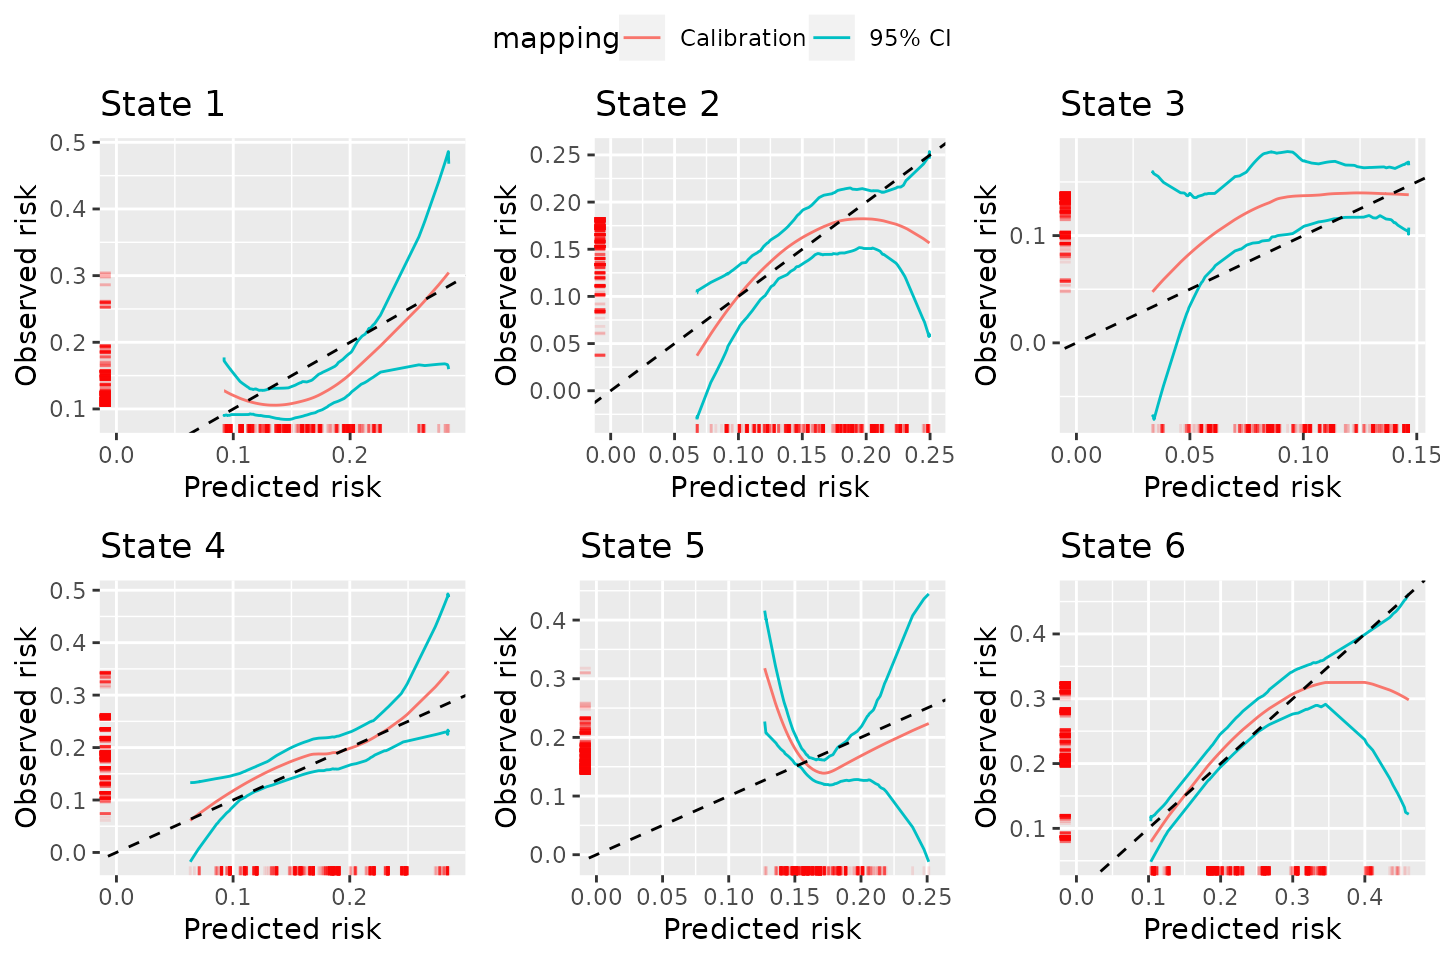 mapping Calibration 95% CI
State 1 State 2 State 3
0.5
0.4
0.3
0.2
0.1
Observed risk
0.0 0.1 0.2
Predicted risk
0.25
0.20
0.15
0.10
0.05
0.00
Observed risk
0.00 0.05 0.10 0.15 0.20 0.25
Predicted risk
0.1
0.0
Observed risk
0.00 0.05 0.10 0.15
Predicted risk
State 4 State 5 State 6
0.5
0.4
0.3
0.2
0.1
0.0
Observed risk
0.0 0.1 0.2
Predicted risk
0.4
0.3
0.2
0.1
0.0
Observed risk
0.00 0.05 0.10 0.15 0.20 0.25
Predicted risk
0.4
0.3
0.2
0.1
Observed risk
0.0 0.1 0.2 0.3 0.4
Predicted risk